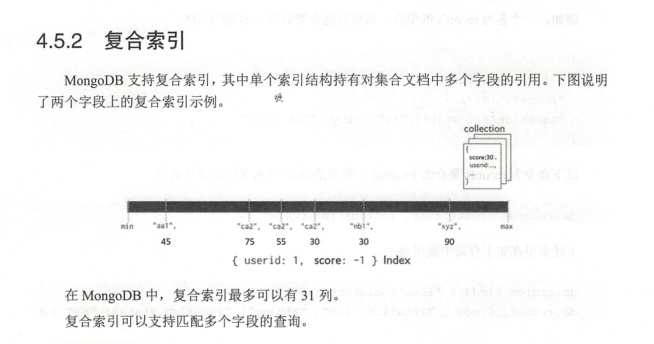 4.5.2 复合索引
MongoDB 支持复合索引，其中单个索引结构持有对集合文档中多个字段的引用。下图说明
了两个字段上的复合索引示例。
collection
{
score:30,
userid:...
}
min "aa1", "ca2", "ca2", "ca2", "nb1", "xyz", max
45 75 55 30 30 90
{ userid: 1, score: -1 } Index
在 MongoDB 中，复合索引最多可以有 31 列。
复合索引可以支持匹配多个字段的查询。